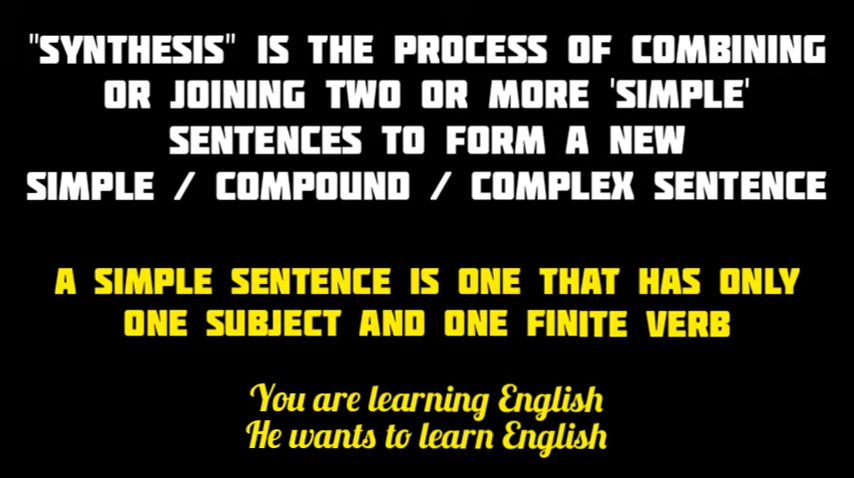 "SYNTHESIS" IS THE PROCESS OF COMBINING
OR JOINING TWO OR MORE 'SIMPLE'
SENTENCES TO FORM A NEW
SIMPLE / COMPOUND / COMPLEX SENTENCE
A SIMPLE SENTENCE IS ONE THAT HAS ONLY
ONE SUBJECT AND ONE FINITE VERB
You are learning English
He wants to learn English